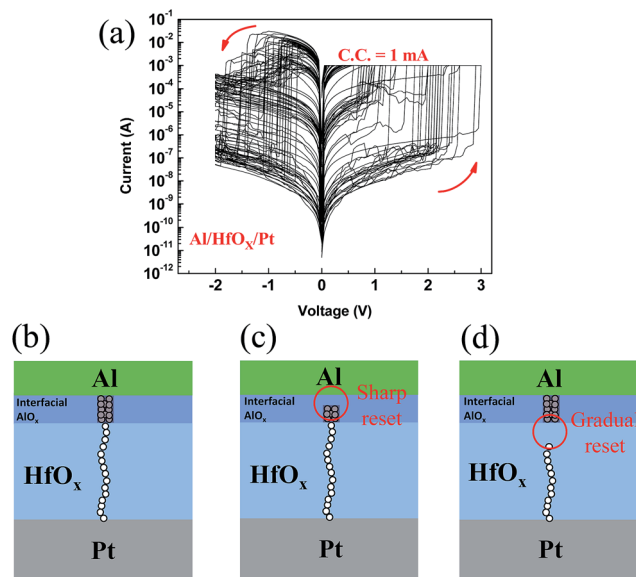 (a)
C.C. = 1 mA
Al/HfOX/Pt
Current (A)
10-1
10-2
10-3
10-4
10-5
10-6
10-7
10-8
10-9
10-10
10-11
10-12
-2 -1 0 1 2 3
Voltage (V)
(b) (c) (d)
Al
Interfacial
AlOx
HfOx
Pt
Al
Interfacial
AlOx
Sharp
reset
HfOx
Pt
Al
Interfacial
AlOx
Gradua
reset
HfOx
Pt